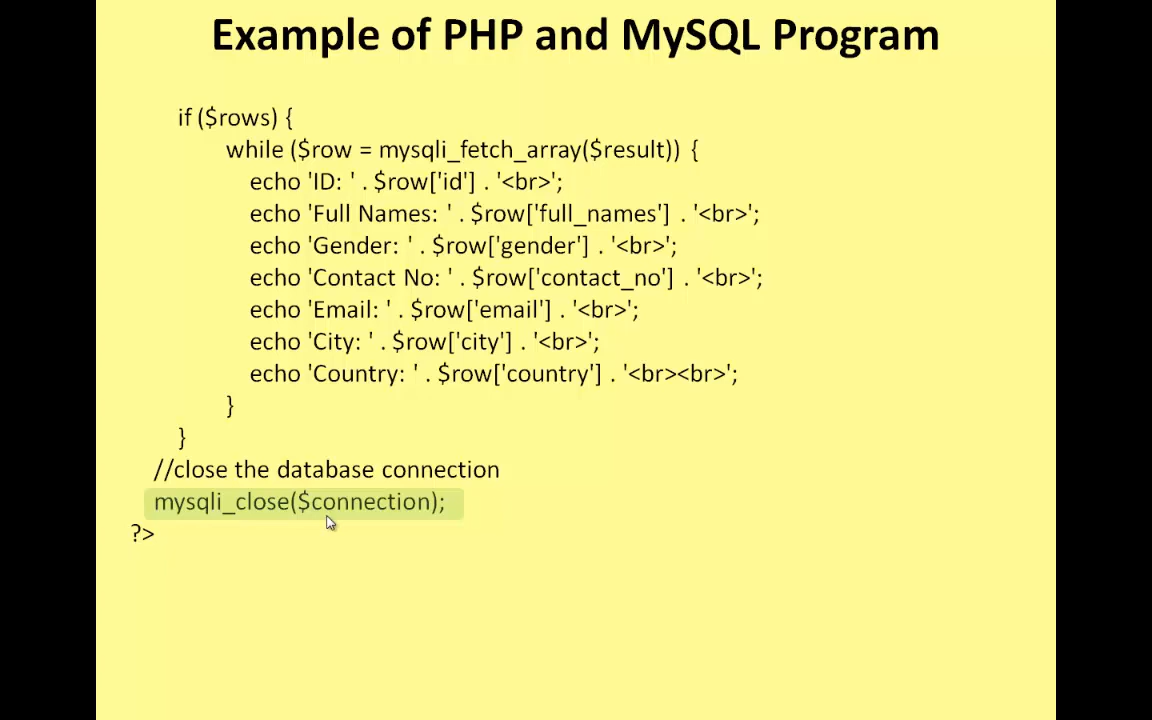 Example of PHP and MySQL Program
if ($rows) {
while ($row = mysqli_fetch_array($result)) {
echo 'ID: ' . $row['id'] . '<br>';
echo 'Full Names: ' . $row['full_names'] . '<br>';
echo 'Gender: ' . $row['gender'] . '<br>';
echo 'Contact No: ' . $row['contact_no'] . '<br>';
echo 'Email: ' . $row['email'] . '<br>';
echo 'City: ' . $row['city'] . '<br>';
echo 'Country: ' . $row['country'] . '<br><br>';
}
}
//close the database connection
mysqli_close($connection);
?>